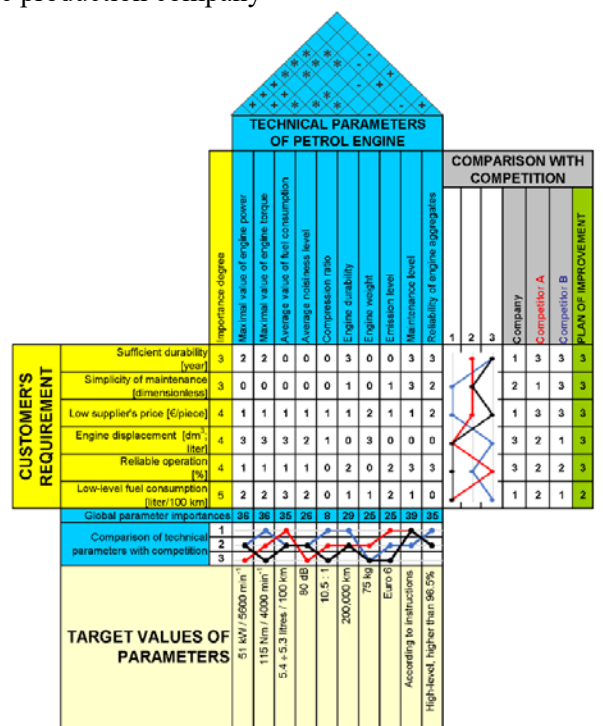 production company
TECHNICAL PARAMETERS
OF PETROL ENGINE
COMPARISON WITH
COMPETITION
Importance degree
Maximal value of engine power
Maximal value of engine torque
Average value of fuel consumption
Average noisiness level
Compression ratio
Engine durability
Engine weight
Emission level
Maintenance level
Reliability of engine aggregates
1 2 3
Company
Competitor A
Competitor B
PLAN OF IMPROVEMENT
CUSTOMER'S
REQUIREMENT
Sufficient durability
[year]
3 2 2 0 0 0 3 0 0 3 3 1 3 3 3
Simplicity of maintenance
[dimensionless]
3 0 0 0 0 0 1 0 1 3 2 2 1 3 3
Low supplier's price [€/piece]
4 1 1 1 1 1 1 2 1 1 2 1 3 3 3
Engine displacement [dm³;
liter]
4 3 3 3 2 1 0 3 0 0 0 3 2 1 3
Reliable operation
[%]
4 1 1 1 1 0 2 0 2 3 3 3 2 2 3
Low-level fuel consumption
[liter/100 km]
5 2 2 3 2 0 1 1 2 1 0 1 2 1 2
Global parameter importances 36 36 35 26 8 29 25 25 39 35
Comparison of technical
parameters with competition
1
2
3
TARGET VALUES OF
PARAMETERS
51 kW / 5600 min⁻¹
115 Nm / 4000 min⁻¹
5.4 ÷ 5.3 litres / 100 km
80 dB
10.5 : 1
200,000 km
75 kg
Euro 6
According to instructions
High-level, higher than 98.5%